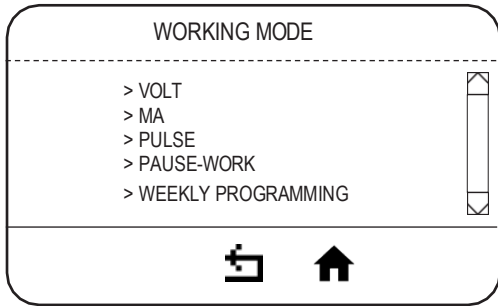 WORKING MODE
> VOLT
> MA
> PULSE
> PAUSE-WORK
> WEEKLY PROGRAMMING